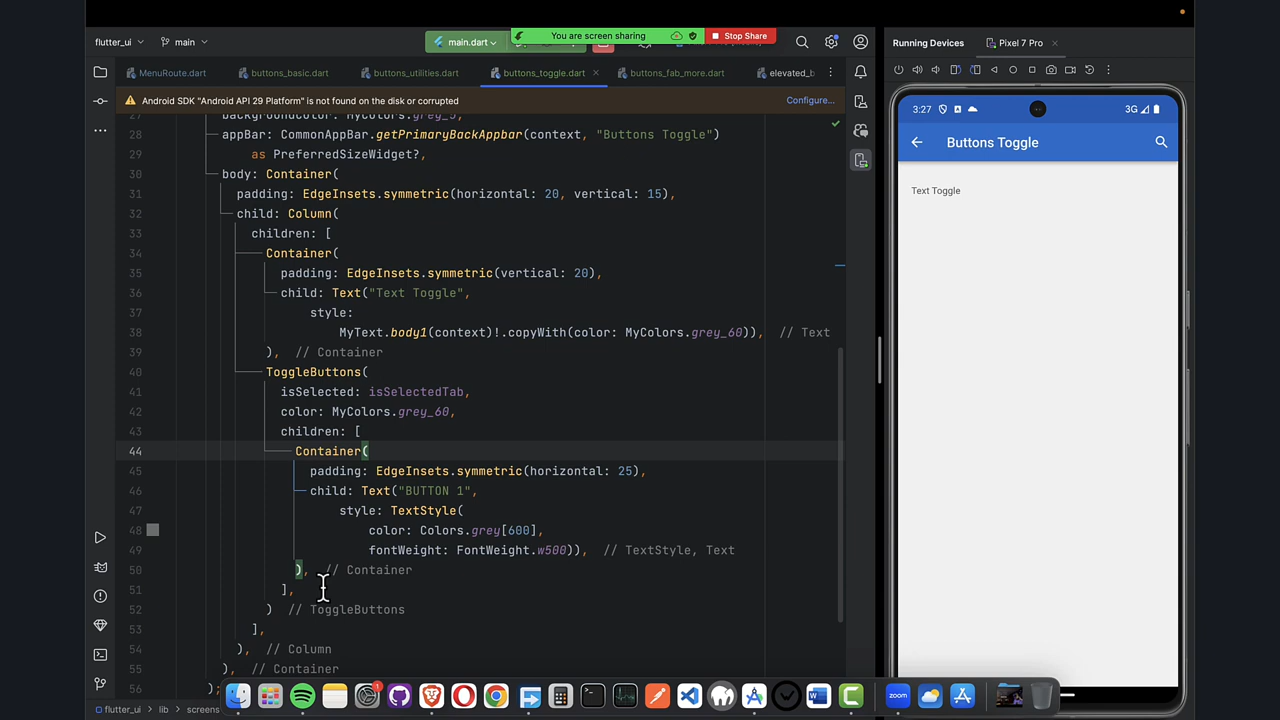 You are screen sharing
Stop Share
flutter_ui
main
main.dart
Running Devices
Pixel 7 Pro
MenuRoute.dart
buttons_basic.dart
buttons_utilities.dart
buttons_toggle.dart
buttons_fab_more.dart
elevated_b
Android SDK "Android API 29 Platform" is not found on the disk or corrupted
Configure...
27 backgroundColor: MyColors.grey_5,
28 appBar: CommonAppBar.getPrimaryBackAppbar(context, "Buttons Toggle")
29 as PreferredSizeWidget?,
30 body: Container(
31 padding: EdgeInsets.symmetric(horizontal: 20, vertical: 15),
32 child: Column(
33 children: [
34 Container(
35 padding: EdgeInsets.symmetric(vertical: 20),
36 child: Text("Text Toggle",
37 style:
38 MyText.body1(context)!.copyWith(color: MyColors.grey_60)), // Text
39 ), // Container
40 ToggleButtons(
41 isSelected: isSelectedTab,
42 color: MyColors.grey_60,
43 children: [
44 Container(
45 padding: EdgeInsets.symmetric(horizontal: 25),
46 child: Text("BUTTON 1",
47 style: TextStyle(
48 color: Colors.grey[600],
49 fontWeight: FontWeight.w500)), // TextStyle, Text
50 ), // Container
51 ],
52 ) // ToggleButtons
53 ],
54 ), // Column
55 ), // Container
56 );
3:27
3G
Buttons Toggle
Text Toggle
1
zoom
flutter_ui
lib
screens